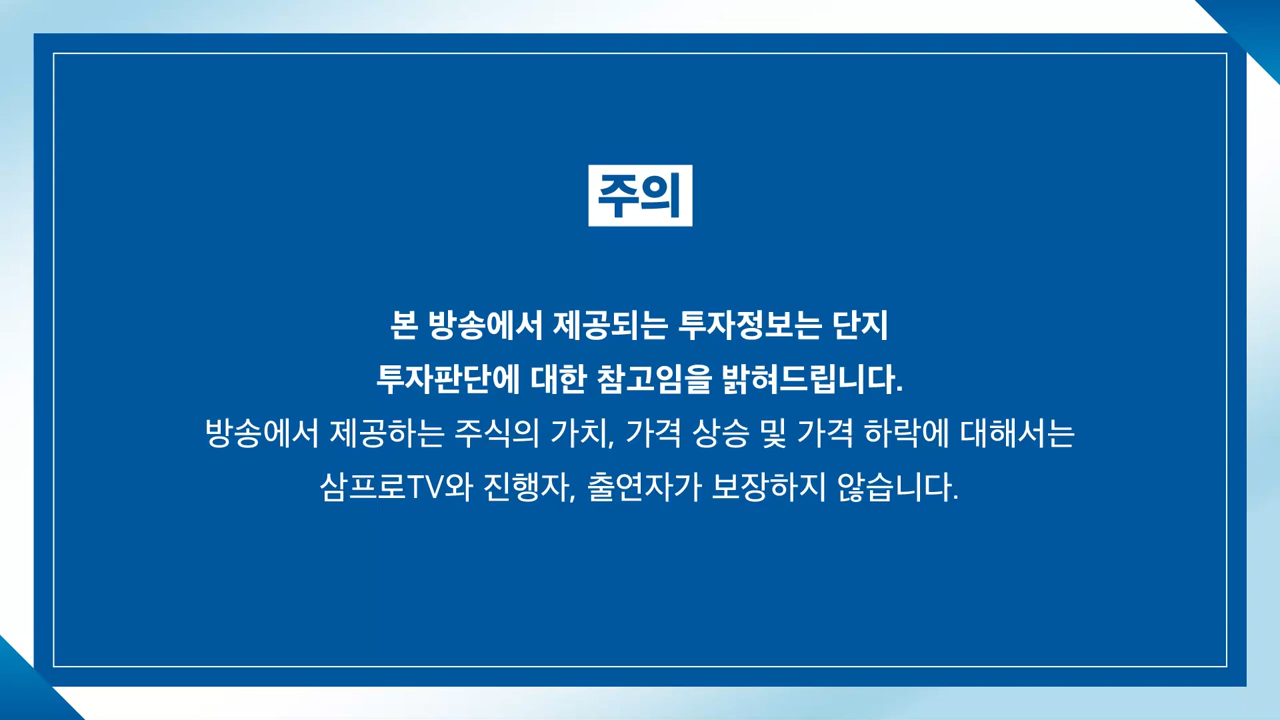 주의
본 방송에서 제공되는 투자정보는 단지
투자판단에 대한 참고임을 밝혀드립니다.
방송에서 제공하는 주식의 가치, 가격 상승 및 가격 하락에 대해서는
삼프로TV와 진행자, 출연자가 보장하지 않습니다.